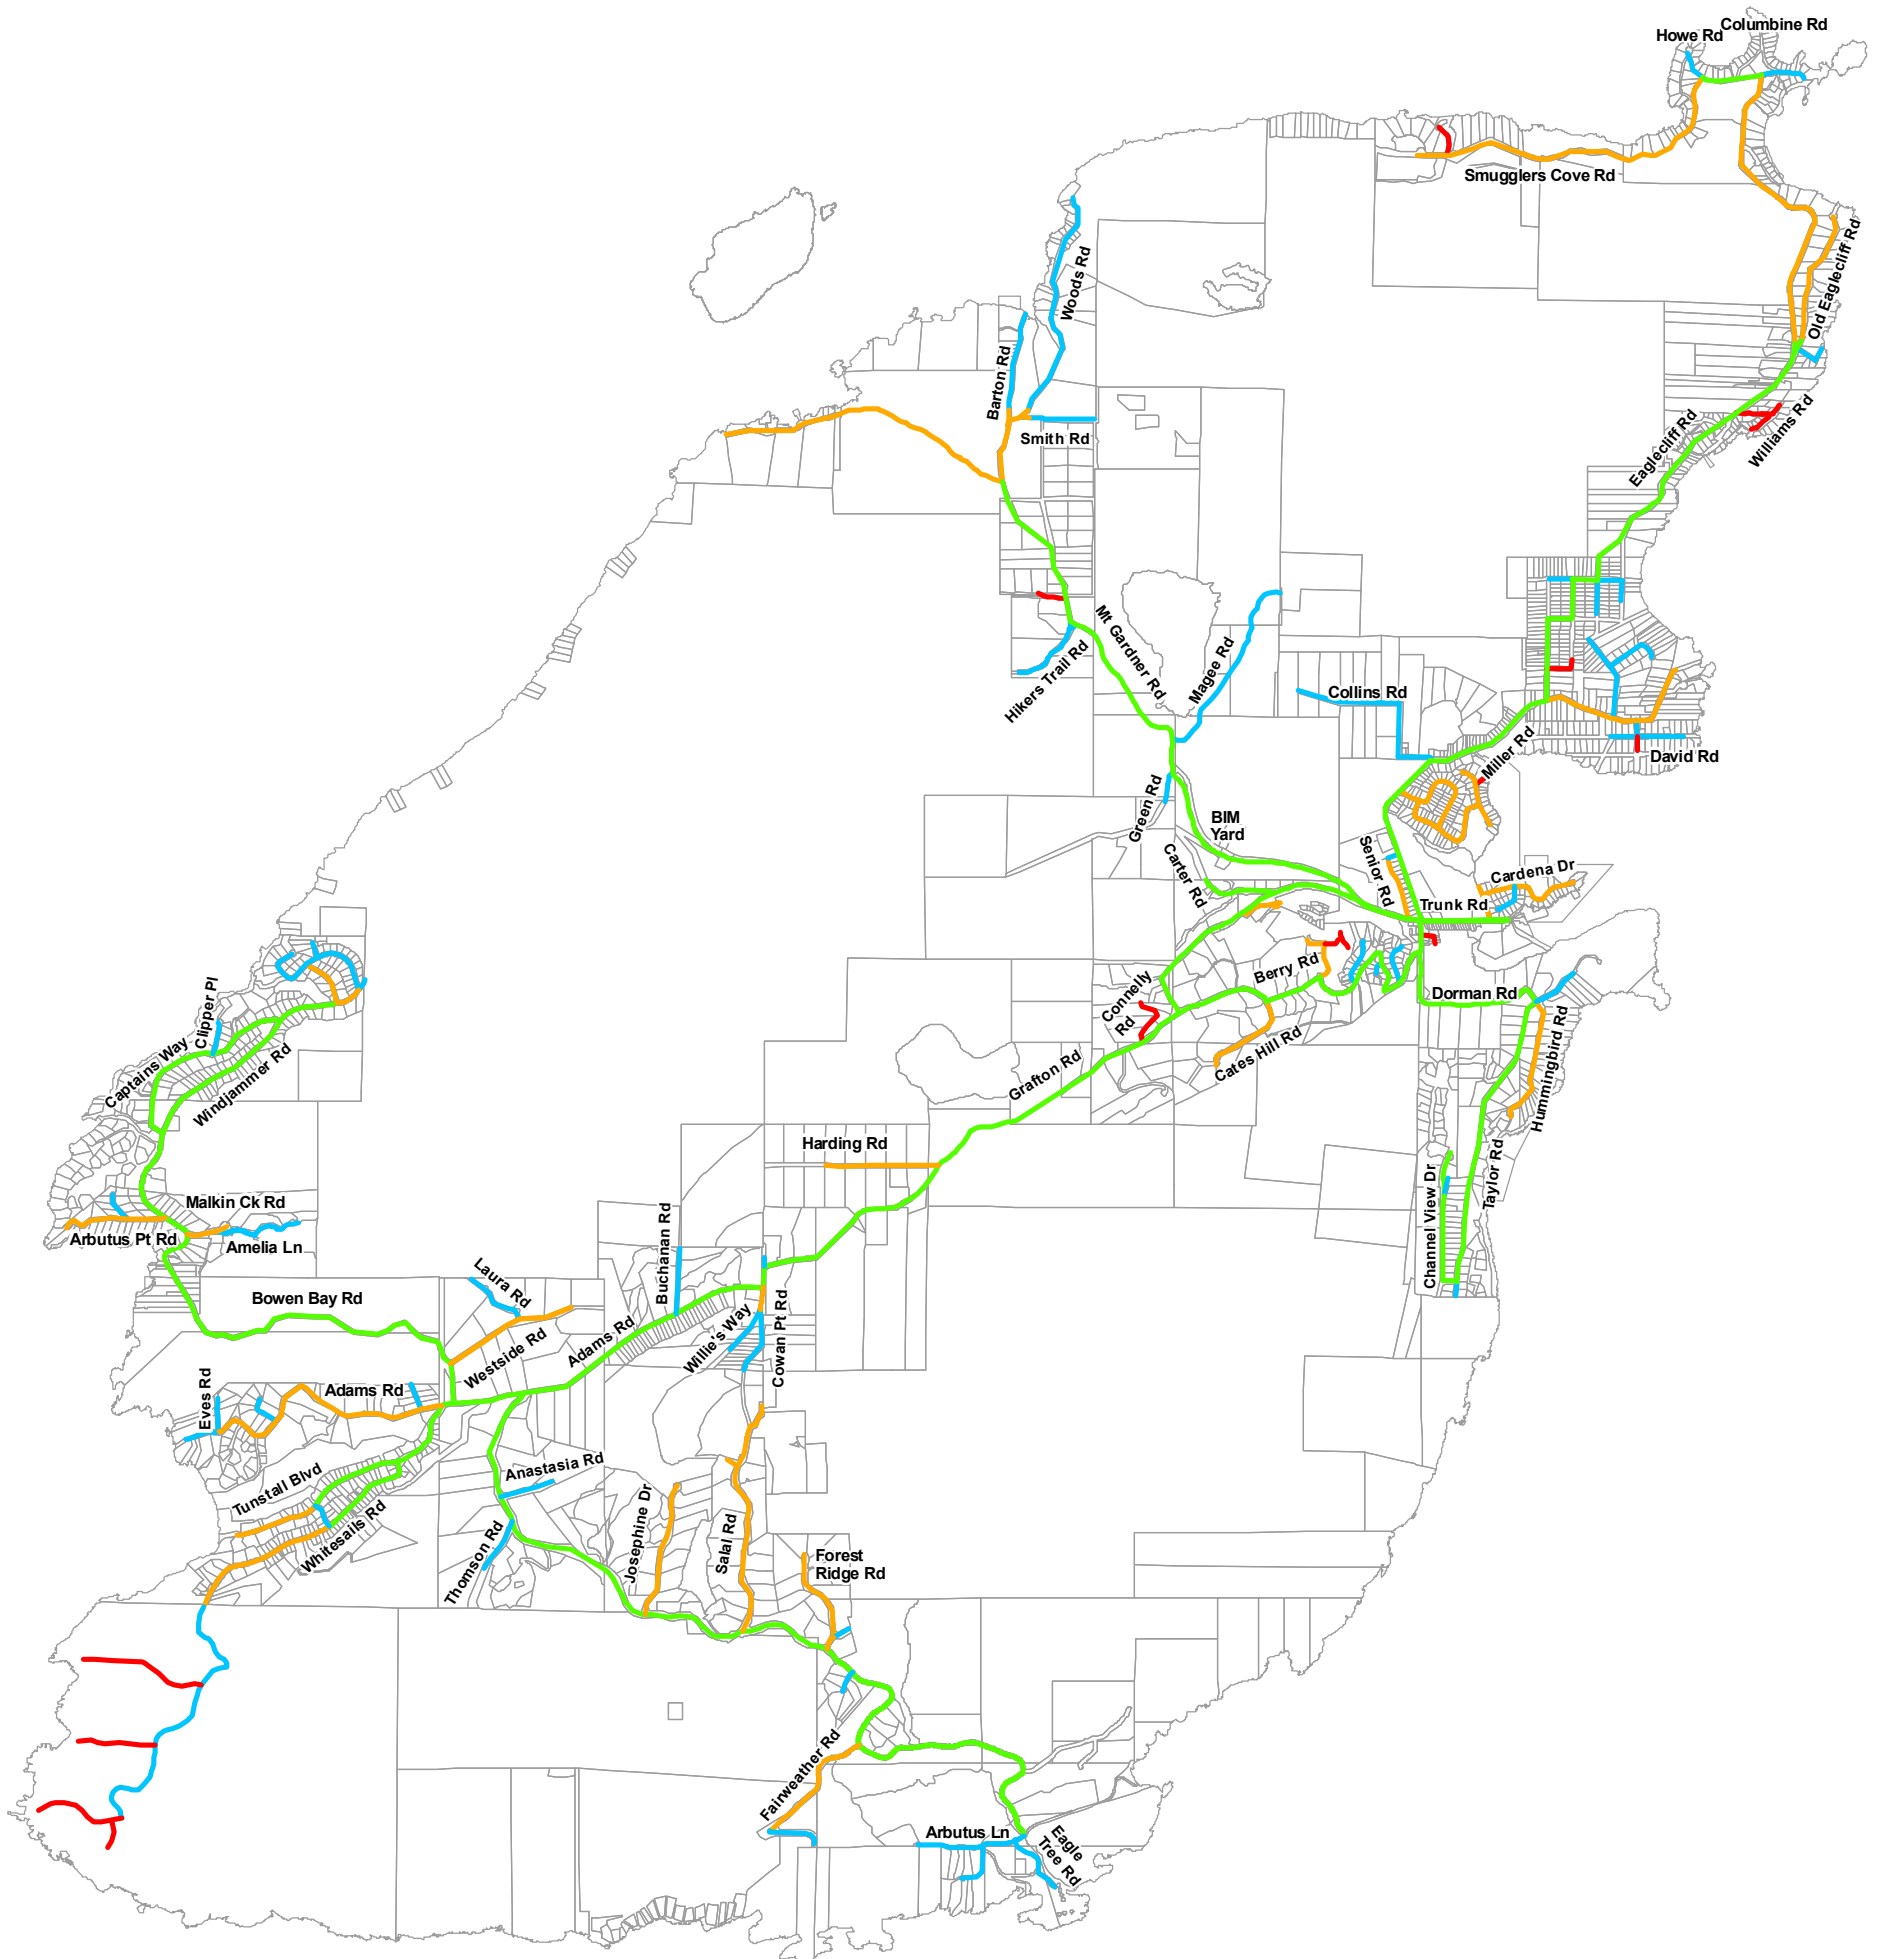 Columbine Rd
Howe Rd
Smugglers Cove Rd
Old Eaglecliff Rd
Woods Rd
Barton Rd
Smith Rd
Williams Rd
Eaglecliff Rd
Mt Gardner Rd
Hikers Trail Rd
Magee Rd
Collins Rd
Miller Rd
David Rd
Green Rd
BIM
Yard
Carter Rd
Senior Rd
Cardena Dr
Trunk Rd
Berry Rd
Connelly
Rd
Dorman Rd
Clipper Pl
Captains Way
Windjammer Rd
Cates Hill Rd
Grafton Rd
Hummingbird Rd
Harding Rd
Taylor Rd
Channel View Dr
Malkin Ck Rd
Arbutus Pt Rd
Amelia Ln
Buchanan Rd
Laura Rd
Bowen Bay Rd
Cowan Pt Rd
Willie's Way
Adams Rd
Westside Rd
Adams Rd
Eves Rd
Anastasia Rd
Tunstall Blvd
Whitesails Rd
Josephine Dr
Salal Rd
Thomson Rd
Forest
Ridge Rd
Fairweather Rd
Arbutus Ln
Eagle
Tree Rd